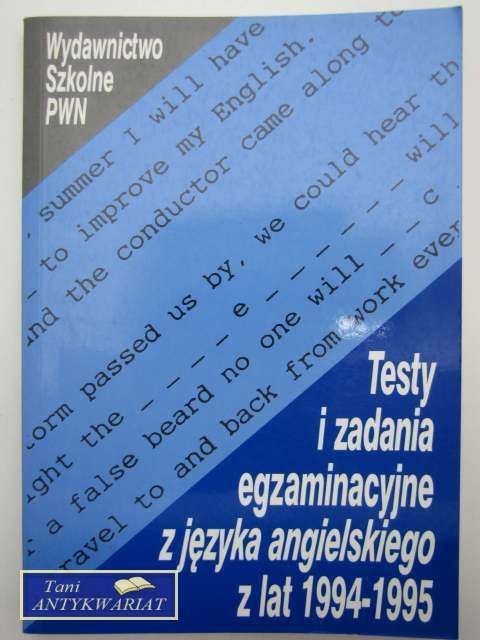 Wydawnictwo
Szkolne
PWN
summer I will have
to improve my English.
and the conductor came along to
storm passed us by, we could hear th
ght the _ _ _ _ e _ _ _ _ _ _ _ will
a false beard no one will _ _ c
ravel to and back from work ever
Testy
i zadania
egzaminacyjne
z języka angielskiego
z lat 1994-1995
Tani
ANTYKWARIAT